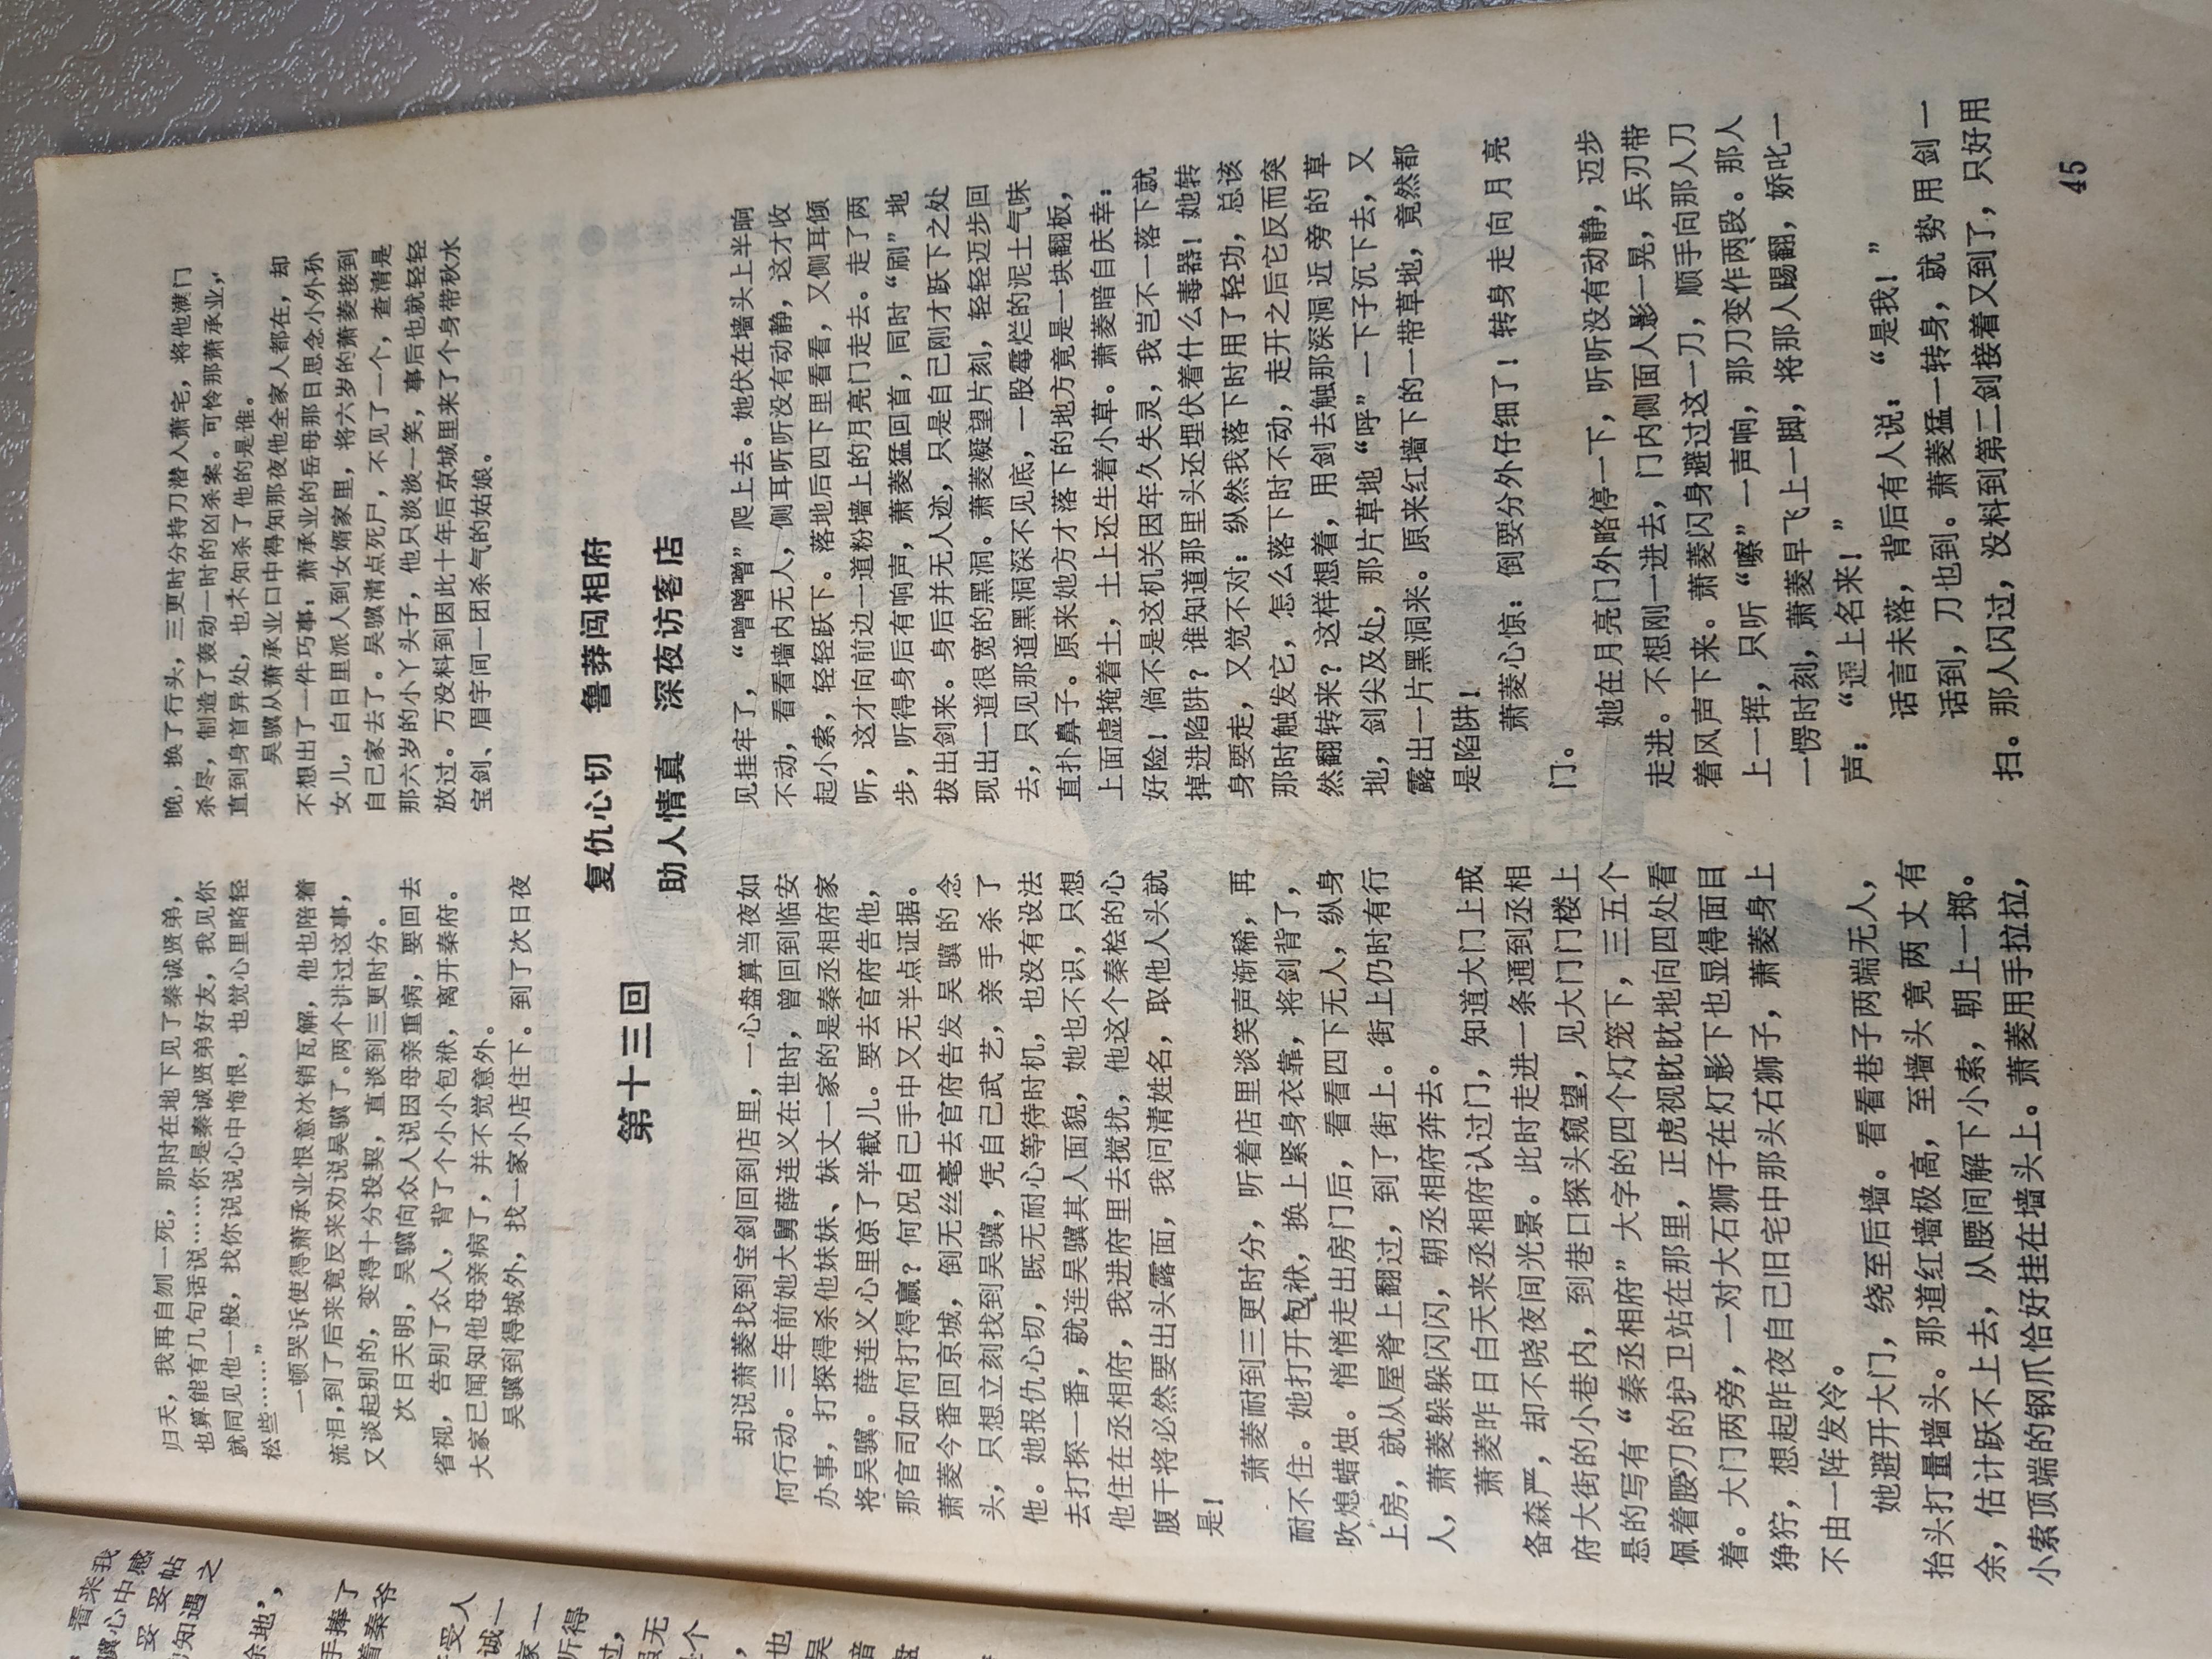 归天，我再自刎一死，那时在地下见了秦诚贤弟，
也算能有几句话说……你是秦诚贤弟好友，我见你
就同见他一般，找你说说心中悔恨，也觉心里略轻
松些……”
一顿哭诉使得萧承业恨意冰销瓦解，他也陪着
流泪，到了后来竟反来劝说吴骥了。两个讲过这事，
又谈起别的，变得十分投契，直谈到三更时分。
次日天明，吴骥向众人说因母亲重病，要回去
省视，告别了众人，背了个小小包袱，离开秦府。
大家已闻知他母亲病了，并不觉意外。
吴骥到得城外，找一家小店住下。到了次日夜
晚，换了行头，三更时分持刀潜入萧宅，将他满门
杀尽，制造了轰动一时的凶杀案。可怜那萧承业，
直到身首异处，也不知杀了他的是谁。
吴骥从萧承业口中得知那夜他全家人都在，却
不想出了一件巧事：萧承业的岳母那日思念小外孙
女儿，白日里派人到女婿家里，将六岁的萧菱接到
自己家去了。吴骥清点死尸，不见了一个，查清是
那六岁的小丫头子，他只淡淡一笑，事后也就轻轻
放过。万没料到因此十年后京城里来了个身带秋水
宝剑、眉宇间一团杀气的姑娘。
第十三回
复仇心切 鲁莽闯相府
助人情真 深夜访客店
却说萧菱找到宝剑回到店里，一心盘算当夜如
何行动。三年前她大舅薛连义在世时，曾回到临安
办事，打探得杀他妹妹、妹丈一家的是秦丞相府家
将吴骥。薛连义心里凉了半截儿。要去官府告他，
那官司如何打得赢？何况自己手中又无半点证据。
萧菱今番回京城，倒无丝毫去官府告发吴骥的念
头，只想立刻找到吴骥，凭自己武艺，亲手杀了
他。她报仇心切，既无耐心等待时机，也没有设法
去打探一番，就连吴骥其人面貌，她也不识，只想
他住在丞相府，我进府里去搅扰，他这个秦桧的心
腹干将必然要出头露面，我问清姓名，取他人头就
是！
萧菱耐到三更时分，听着店里谈笑声渐稀，再
耐不住。她打开包袱，换上紧身衣靠，将剑背了，
吹熄蜡烛。悄悄走出房门后，看看四下无人，纵身
上房，就从屋脊上翻过，到了街上。街上仍时有行
人，萧菱躲躲闪闪，朝丞相府奔去。
萧菱昨日白天来丞相府认过门，知道大门上戒
备森严，却不晓夜间光景。此时走进一条通到丞相
府大街的小巷内，到巷口探头窥望，见大门门楼上
悬的写有“秦丞相府”大字的四个灯笼下，三五个
佩着腰刀的护卫站在那里，正虎视眈眈地向四处看
着。大门两旁，一对大石狮子在灯影下也显得面目
狰狞，想起昨夜自己旧宅中那头石狮子，萧菱身上
不由一阵发冷。
她避开大门，绕至后墙。看看巷子两端无人，
抬头打量墙头。那道红墙极高，至墙头竟两丈有
余，估计跃不上去，从腰间解下小索，朝上一掷。
小索顶端的钢爪恰好挂在墙头上。萧菱用手拉拉，
见挂牢了，“噌噌噌”爬上去。她伏在墙头上半晌
不动，看看墙内无人，侧耳听听没有动静，这才收
起小索，轻轻跃下。落地后四下里看看，又侧耳倾
听，这才向前边一道粉墙上的月亮门走去。走了两
步，听得身后有响声，萧菱猛回首，同时“刷”地
拔出剑来。身后并无人迹，只是自己刚才跃下之处
现出一道很宽的黑洞。萧菱凝望片刻，轻轻迈步回
去，只见那道黑洞深不见底，一股霉烂的泥土气味
直扑鼻子。原来她方才落下的地方竟是一块翻板，
上面虚掩着土，土上还生着小草。萧菱暗自庆幸：
好险！倘不是这机关因年久失灵，我岂不一落下就
掉进陷阱？谁知道那里头还埋伏着什么毒器！她转
身要走，又觉不对：纵然我落下时用了轻功，总该
那时触发它，怎么落下时不动，走开之后它反而突
然翻转来？这样想着，用剑去触那深洞近旁的草
地，剑尖及处，那片草地“呼”一下子沉下去，又
露出一片黑洞来。原来红墙下的一带草地，竟然都
是陷阱！
萧菱心惊：倒要分外仔细了！转身走向月亮
门。
她在月亮门外略停一下，听听没有动静，迈步
走进。不想刚一进去，门内侧面人影一晃，兵刃带
着风声下来。萧菱闪身避过这一刀，顺手向那人刀
上一挥，只听“嚓”一声响，那刀变作两段。那人
一愣时刻，萧菱早飞上一脚，将那人踢翻，娇叱一
声：“逞上名来！”
话言未落，背后有人说：“是我！”
话到，刀也到。萧菱猛一转身，就势用剑一
扫。那人闪过，没料到第二剑接着又到了，只好用
45
看来我
骥心中感
妥妥帖
知遇之
余地，
手捧了
着秦爷
受人
诚一
家一
听得
过，
个
也
吴
音
盘